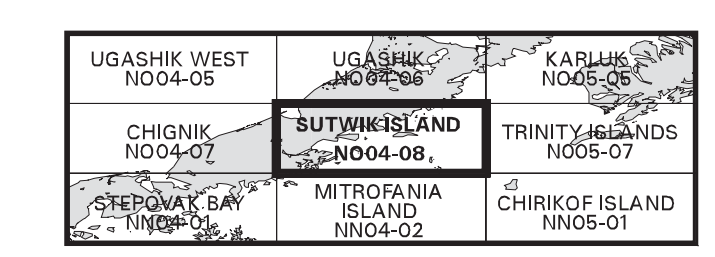 UGASHIK WEST
NO04-05
UGASHIK
NO04-06
KARLUK
NO05-05
CHIGNIK
NO04-07
SUTWIK ISLAND
NO04-08
TRINITY ISLANDS
NO05-07
STEPOVAK BAY
NN04-01
MITROFANIA
ISLAND
NN04-02
CHIRIKOF ISLAND
NN05-01